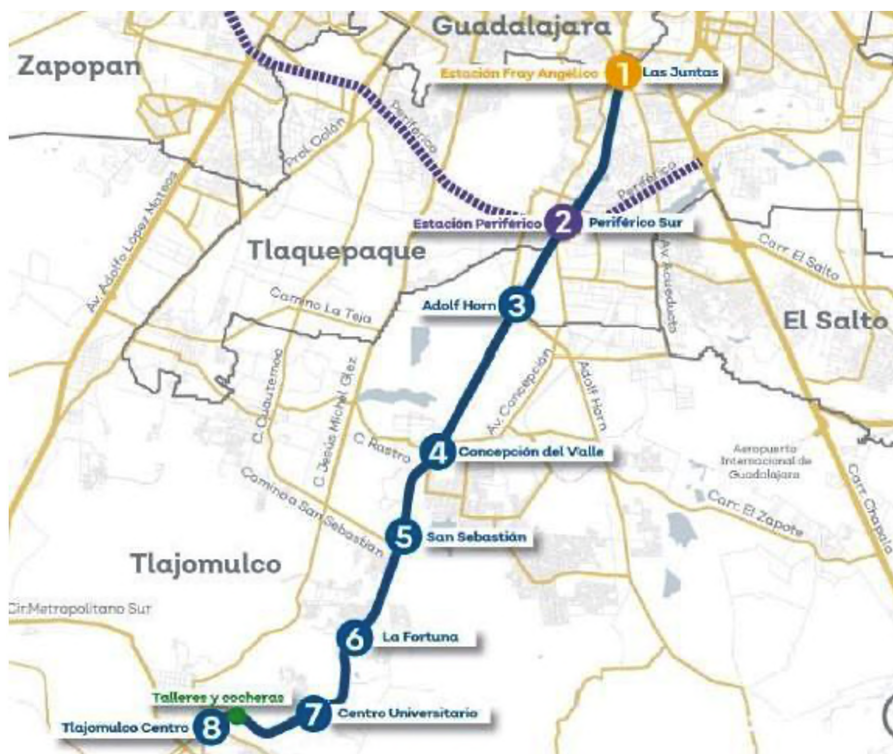 Guadalajara
Zapopan
Estación Fray Angélico
1
Las Juntas
Prol. Colón
Periférico
Periférico
Av. Adolfo López Mateos
Estación Periférico
2
Periférico Sur
Tlaquepaque
Carr. El Salto
Av. Acueducto
Camino La Teja
Adolf Horn
3
El Salto
C. Cuauhtemoc
C. Jesús Michel Glez
Av. Concepción
Adolf Horn
C. Rastro
4
Concepción del Valle
Aeropuerto
Internacional de
Guadalajara
Camino a San Sebastian
Carr. El Zapote
Carr. Chapala
5
San Sebastián
Tlajomulco
Cir.Metropolitano Sur
6
La Fortuna
Talleres y cocheras
7
Centro Universitario
Tlajomulco Centro
8